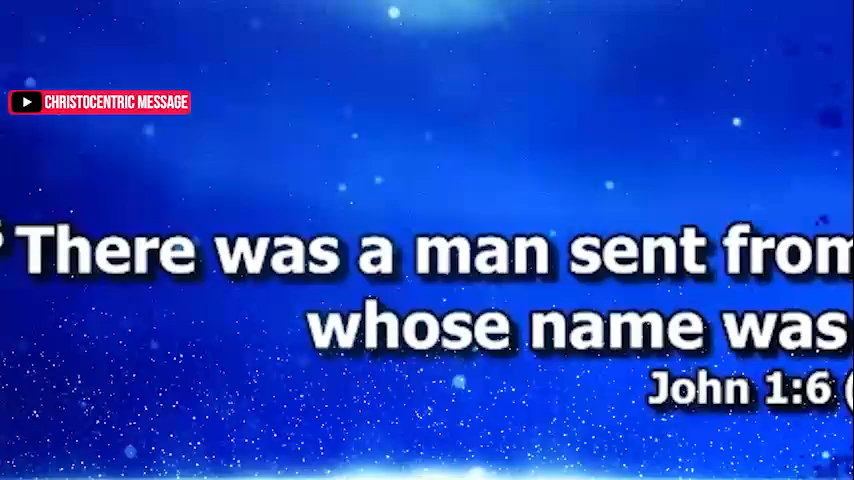 CHRISTOCENTRIC MESSAGE
There was a man sent from
whose name was
John 1:6 (